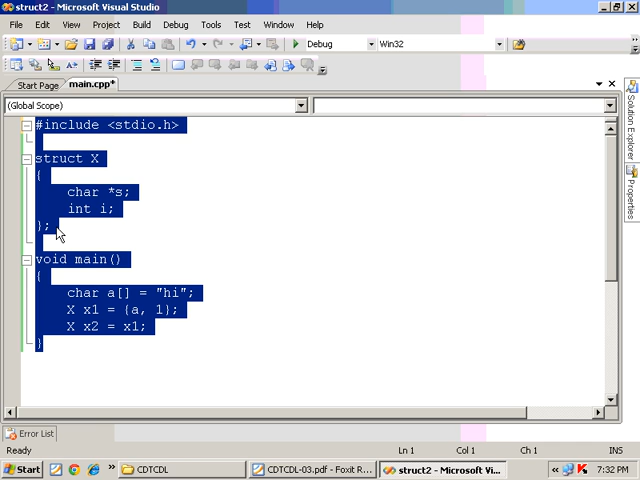 struct2 - Microsoft Visual Studio
File Edit View Project Build Debug Tools Window Help
Debug Win32
Start Page main.cpp*
(Global Scope)
#include <stdio.h>
struct X
{
char *s;
int i;
};
void main()
{
char a[] = "hi";
X x1 = {a, 1};
X x2 = x1;
}
Solution Explorer
Properties
Error List
Ready Ln 1 Col 1 Ch 1 INS
Start CDTCDL CDTCDL-03.pdf - Foxit R... struct2 - Microsoft Vi... 7:32 PM